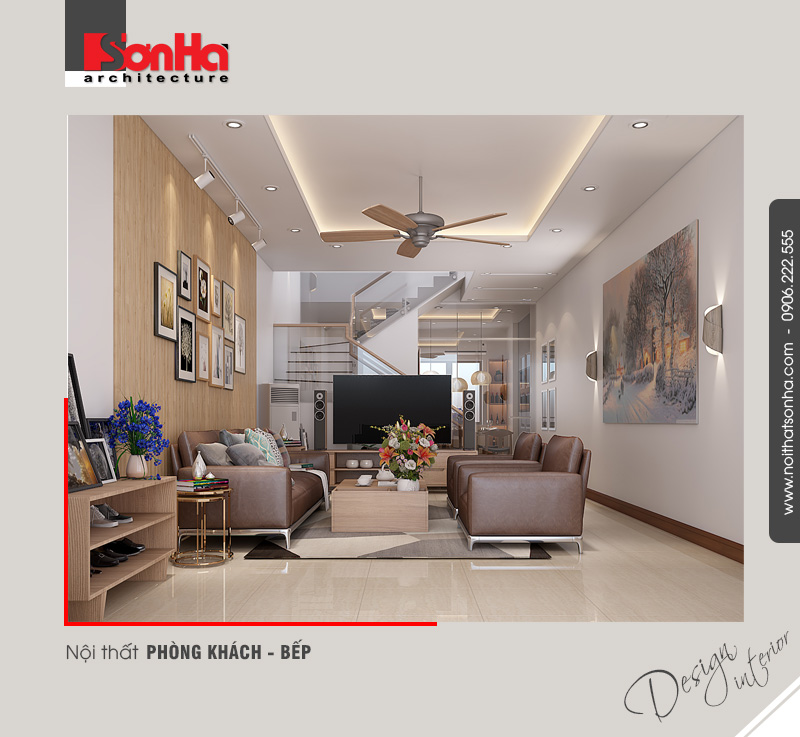 SơnHa
architecture
www.noithatsonha.com - 0906.222.555
Nội thất PHÒNG KHÁCH - BẾP
Design
interior